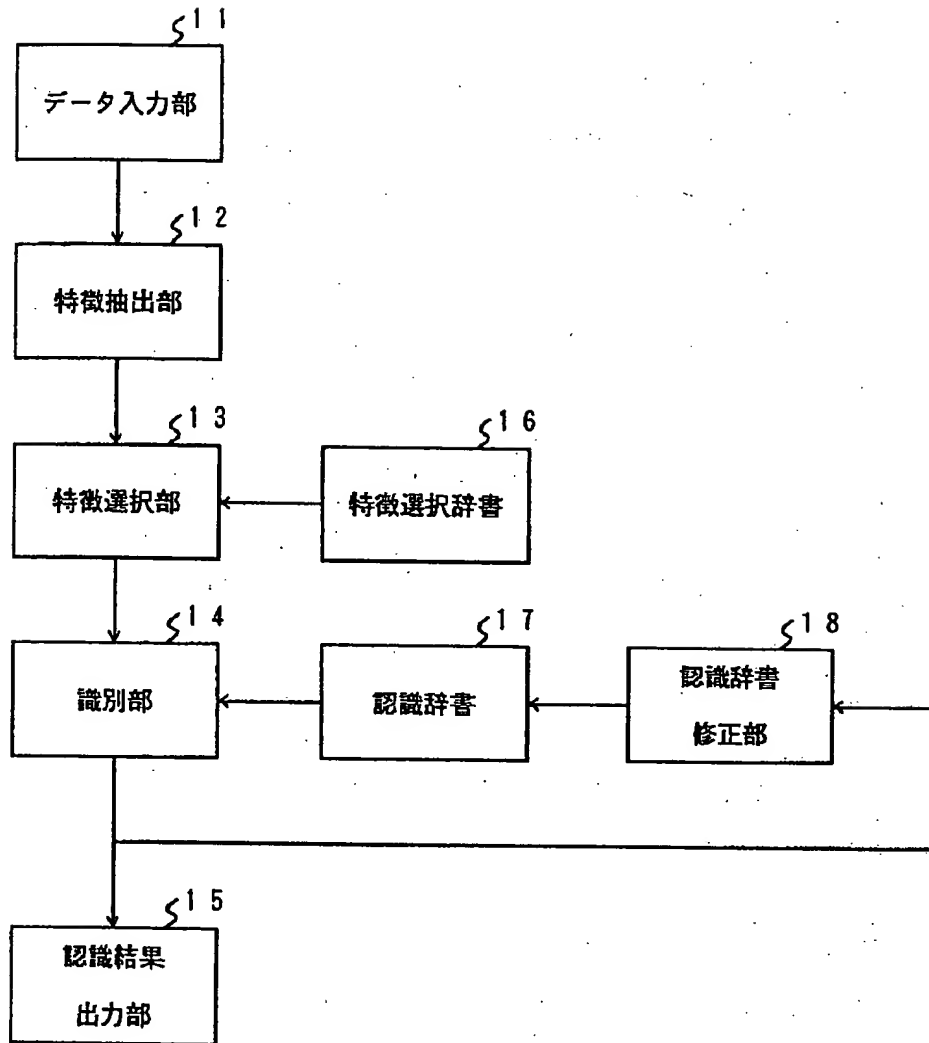 11
データ入力部
12
特徴抽出部
13
特徴選択部
16
特徴選択辞書
14
識別部
17
認識辞書
18
認識辞書
修正部
15
認識結果
出力部